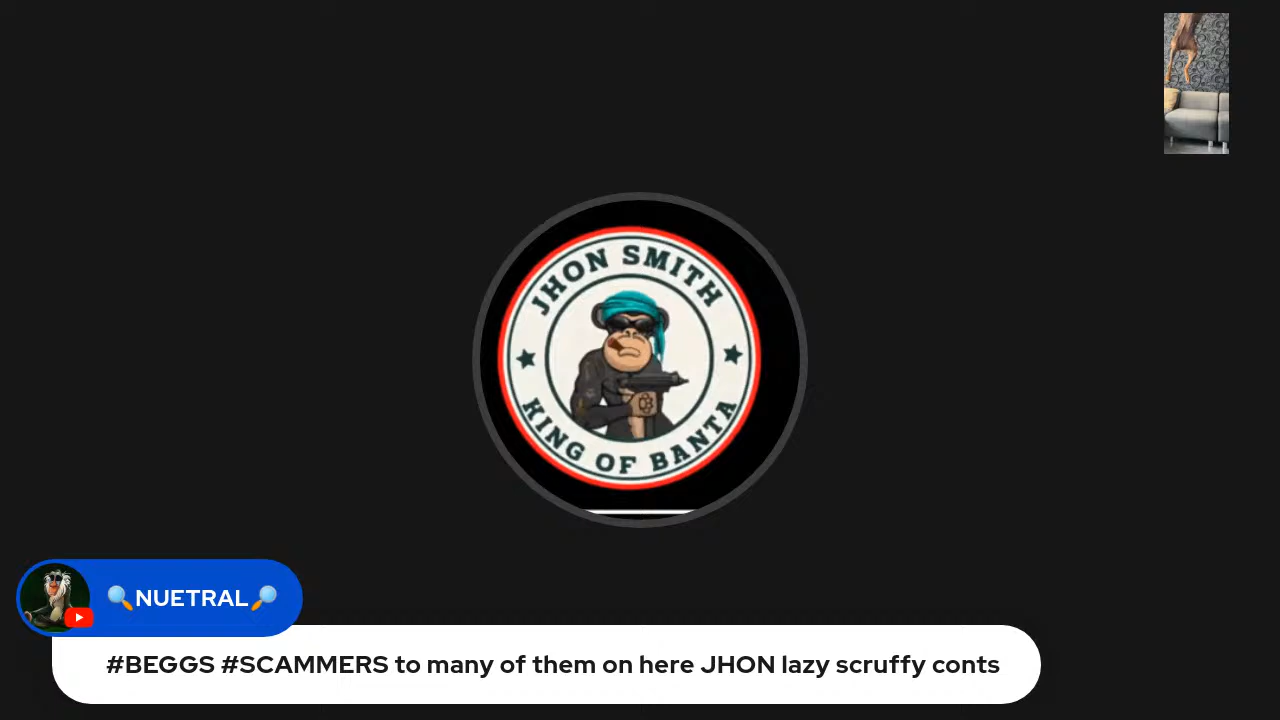 JHON SMITH
KING OF BANTA
🔍NUETRAL🔎
#BEGGS #SCAMMERS to many of them on here JHON lazy scruffy conts